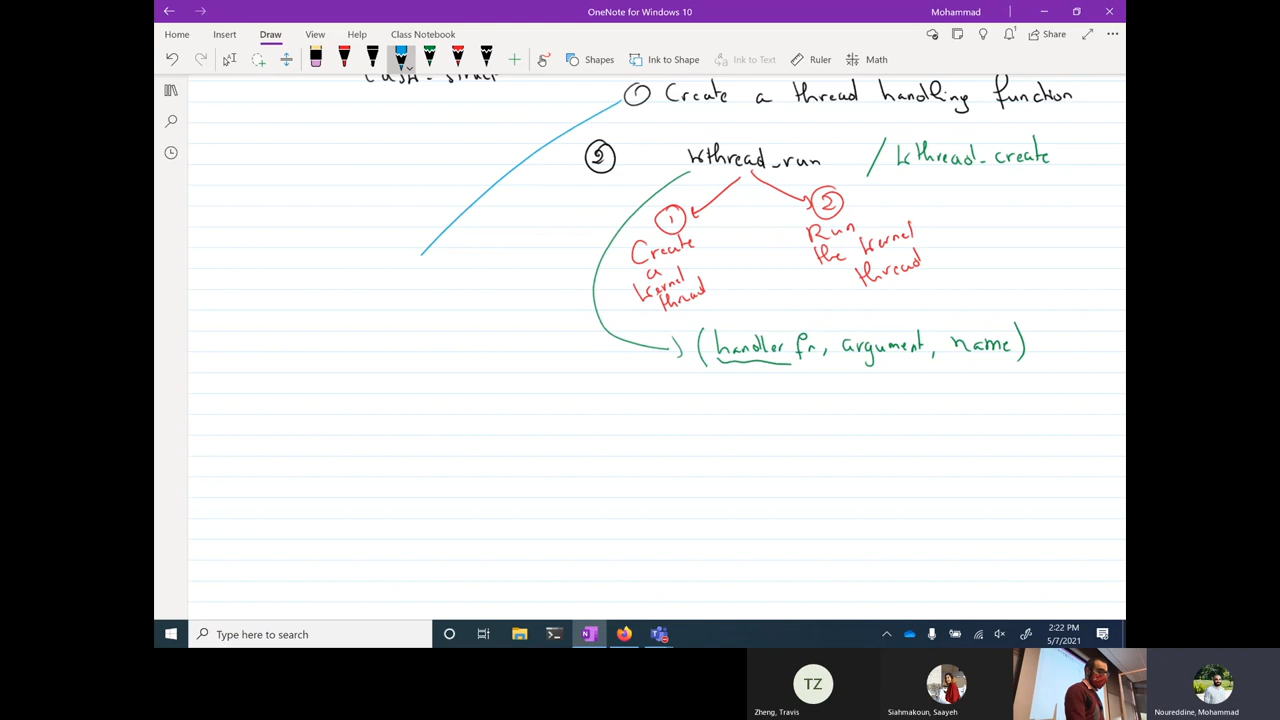 OneNote for Windows 10
Mohammad
Home Insert Draw View Help Class Notebook
Share
Shapes Ink to Shape Ink to Text Ruler Math
① Create a thread handling function
② kthread_run / kthread_create
① ②
Create a kernel thread
Run the kernel thread
(handler fn, argument, name)
Type here to search
2:22 PM
5/7/2021
TZ
Zheng, Travis
Siahmakoun, Saayeh
Noureddine, Mohammad